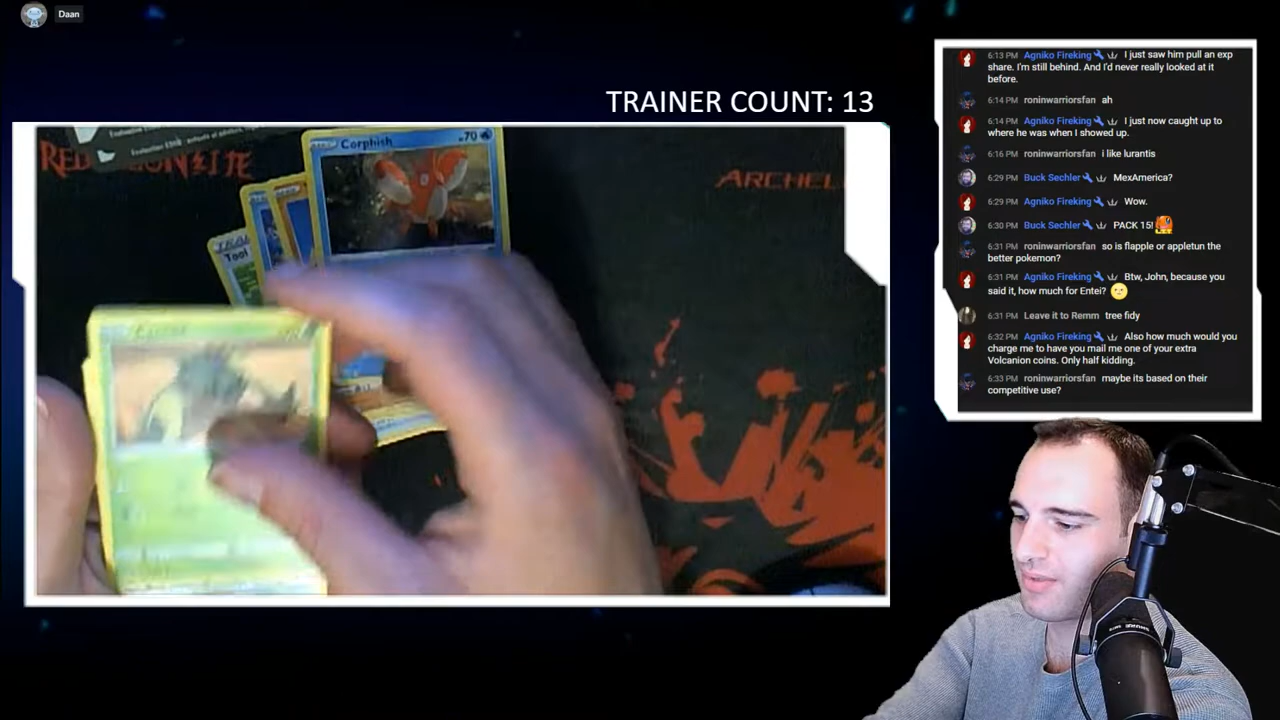 Daan
TRAINER COUNT: 13
Corphish
70
ARCHEL
Tool
6:13 PM Agniko Fireking I just saw him pull an exp
share. I'm still behind. And I'd never really looked at it
before.
6:14 PM roninwarriorsfan ah
6:14 PM Agniko Fireking I just now caught up to
where he was when I showed up.
6:16 PM roninwarriorsfan i like lurantis
6:29 PM Buck Sechler MexAmerica?
6:29 PM Agniko Fireking Wow.
6:30 PM Buck Sechler PACK 15!
6:31 PM roninwarriorsfan so is flapple or appletun the
better pokemon?
6:31 PM Agniko Fireking Btw, John, because you
said it, how much for Entei?
6:31 PM Leave it to Remm tree fidy
6:32 PM Agniko Fireking Also how much would you
charge me to have you mail me one of your extra
Volcanion coins. Only half kidding.
6:33 PM roninwarriorsfan maybe its based on their
competitive use?